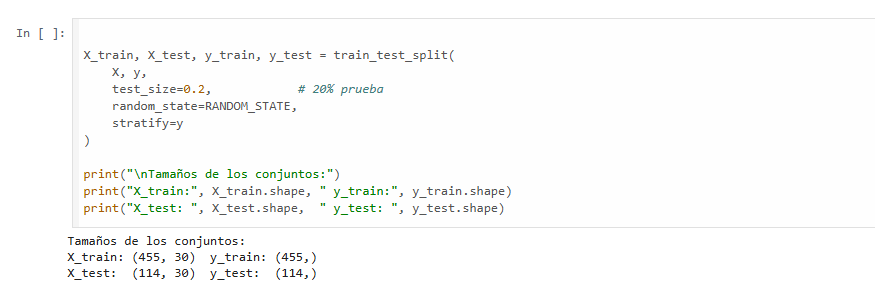 In [ ]:
X_train, X_test, y_train, y_test = train_test_split(
    X, y,
    test_size=0.2,            # 20% prueba
    random_state=RANDOM_STATE,
    stratify=y
)
print("\nTamaños de los conjuntos:")
print("X_train:", X_train.shape, " y_train:", y_train.shape)
print("X_test: ", X_test.shape,  " y_test: ", y_test.shape)
Tamaños de los conjuntos:
X_train: (455, 30)  y_train: (455,)
X_test:  (114, 30)  y_test:  (114,)